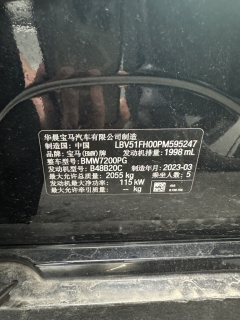 华晨宝马汽车有限公司制造
制造国：中国 LBV51FH00PM595247
品牌：宝马(BMW)牌 发动机排量：1998 mL
整车型号：BMW7200PG
发动机型号：B48B20C 制造年月：2023-03
最大允许总质量：2055 kg 乘坐人数：5
发动机最大净功率：115 kW
最大允许牵引质量：- kg